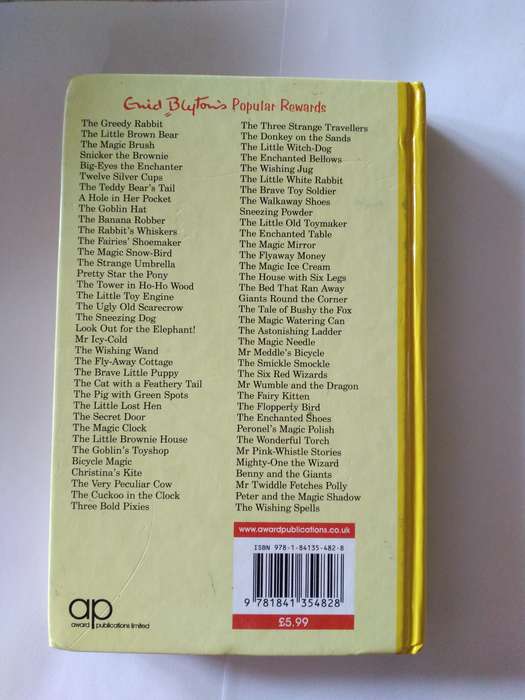 Enid Blyton's Popular Rewards
The Greedy Rabbit
The Little Brown Bear
The Magic Brush
Snicker the Brownie
Big-Eyes the Enchanter
Twelve Silver Cups
The Teddy Bear's Tail
A Hole in Her Pocket
The Goblin Hat
The Banana Robber
The Rabbit's Whiskers
The Fairies' Shoemaker
The Magic Snow-Bird
The Strange Umbrella
Pretty Star the Pony
The Tower in Ho-Ho Wood
The Little Toy Engine
The Ugly Old Scarecrow
The Sneezing Dog
Look Out for the Elephant!
Mr Icy-Cold
The Wishing Wand
The Fly-Away Cottage
The Brave Little Puppy
The Cat with a Feathery Tail
The Pig with Green Spots
The Little Lost Hen
The Secret Door
The Magic Clock
The Little Brownie House
The Goblin's Toyshop
Bicycle Magic
Christina's Kite
The Very Peculiar Cow
The Cuckoo in the Clock
Three Bold Pixies
The Three Strange Travellers
The Donkey on the Sands
The Little Witch-Dog
The Enchanted Bellows
The Wishing Jug
The Little White Rabbit
The Brave Toy Soldier
The Walkaway Shoes
Sneezing Powder
The Little Old Toymaker
The Enchanted Table
The Magic Mirror
The Flyaway Money
The Magic Ice Cream
The House with Six Legs
The Bed That Ran Away
Giants Round the Corner
The Tale of Bushy the Fox
The Magic Watering Can
The Astonishing Ladder
The Magic Needle
Mr Meddle's Bicycle
The Smickle Smockle
The Six Red Wizards
Mr Wumble and the Dragon
The Fairy Kitten
The Flopperty Bird
The Enchanted Shoes
Peronel's Magic Polish
The Wonderful Torch
Mr Pink-Whistle Stories
Mighty-One the Wizard
Benny and the Giants
Mr Twiddle Fetches Polly
Peter and the Magic Shadow
The Wishing Spells
www.awardpublications.co.uk
ISBN 978-1-84135-482-8
9 781841 354828
£5.99
ap
award publications limited